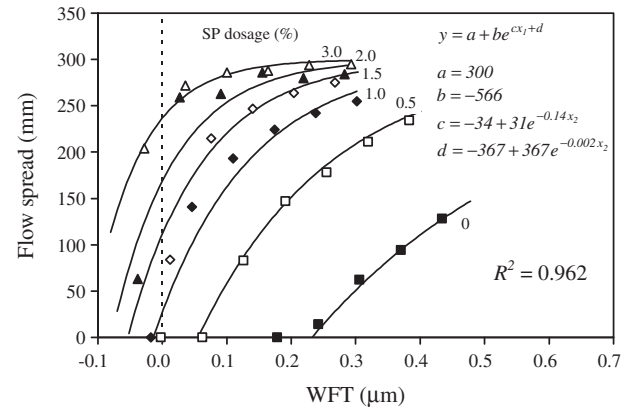 350
300
250
200
150
100
50
0
Flow spread (mm)
-0.1 0.0 0.1 0.2 0.3 0.4 0.5 0.6 0.7
WFT (μm)
SP dosage (%)
3.0
2.0
1.5
1.0
0.5
0
y = a + be^{cx₁+d}
a = 300
b = −566
c = −34 + 31e^{−0.14x₂}
d = −367 + 367e^{−0.002x₂}
R² = 0.962